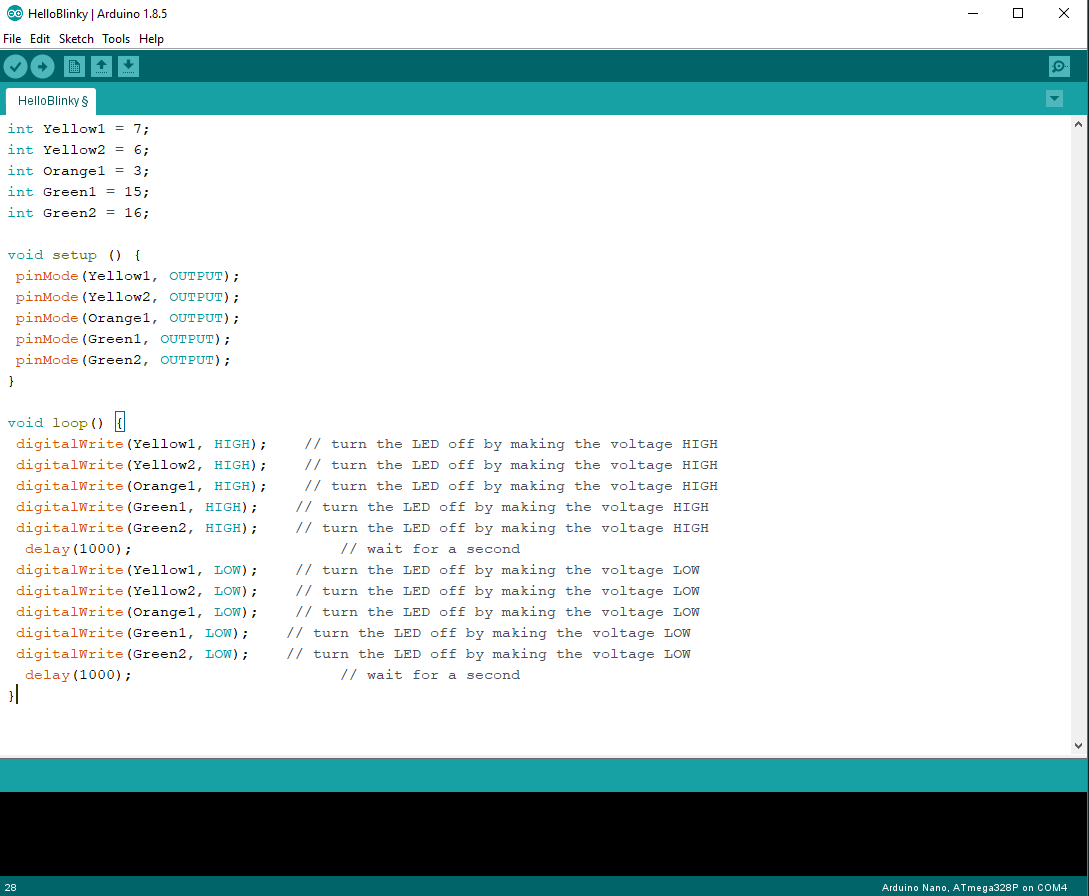 HelloBlinky | Arduino 1.8.5
File Edit Sketch Tools Help
HelloBlinky §
int Yellow1 = 7;
int Yellow2 = 6;
int Orange1 = 3;
int Green1 = 15;
int Green2 = 16;

void setup () {
 pinMode(Yellow1, OUTPUT);
 pinMode(Yellow2, OUTPUT);
 pinMode(Orange1, OUTPUT);
 pinMode(Green1, OUTPUT);
 pinMode(Green2, OUTPUT);
}

void loop() {
 digitalWrite(Yellow1, HIGH);    // turn the LED off by making the voltage HIGH
 digitalWrite(Yellow2, HIGH);    // turn the LED off by making the voltage HIGH
 digitalWrite(Orange1, HIGH);    // turn the LED off by making the voltage HIGH
 digitalWrite(Green1, HIGH);    // turn the LED off by making the voltage HIGH
 digitalWrite(Green2, HIGH);    // turn the LED off by making the voltage HIGH
  delay(1000);                       // wait for a second
 digitalWrite(Yellow1, LOW);    // turn the LED off by making the voltage LOW
 digitalWrite(Yellow2, LOW);    // turn the LED off by making the voltage LOW
 digitalWrite(Orange1, LOW);    // turn the LED off by making the voltage LOW
 digitalWrite(Green1, LOW);    // turn the LED off by making the voltage LOW
 digitalWrite(Green2, LOW);    // turn the LED off by making the voltage LOW
  delay(1000);                       // wait for a second
}
28 Arduino Nano, ATmega328P on COM4